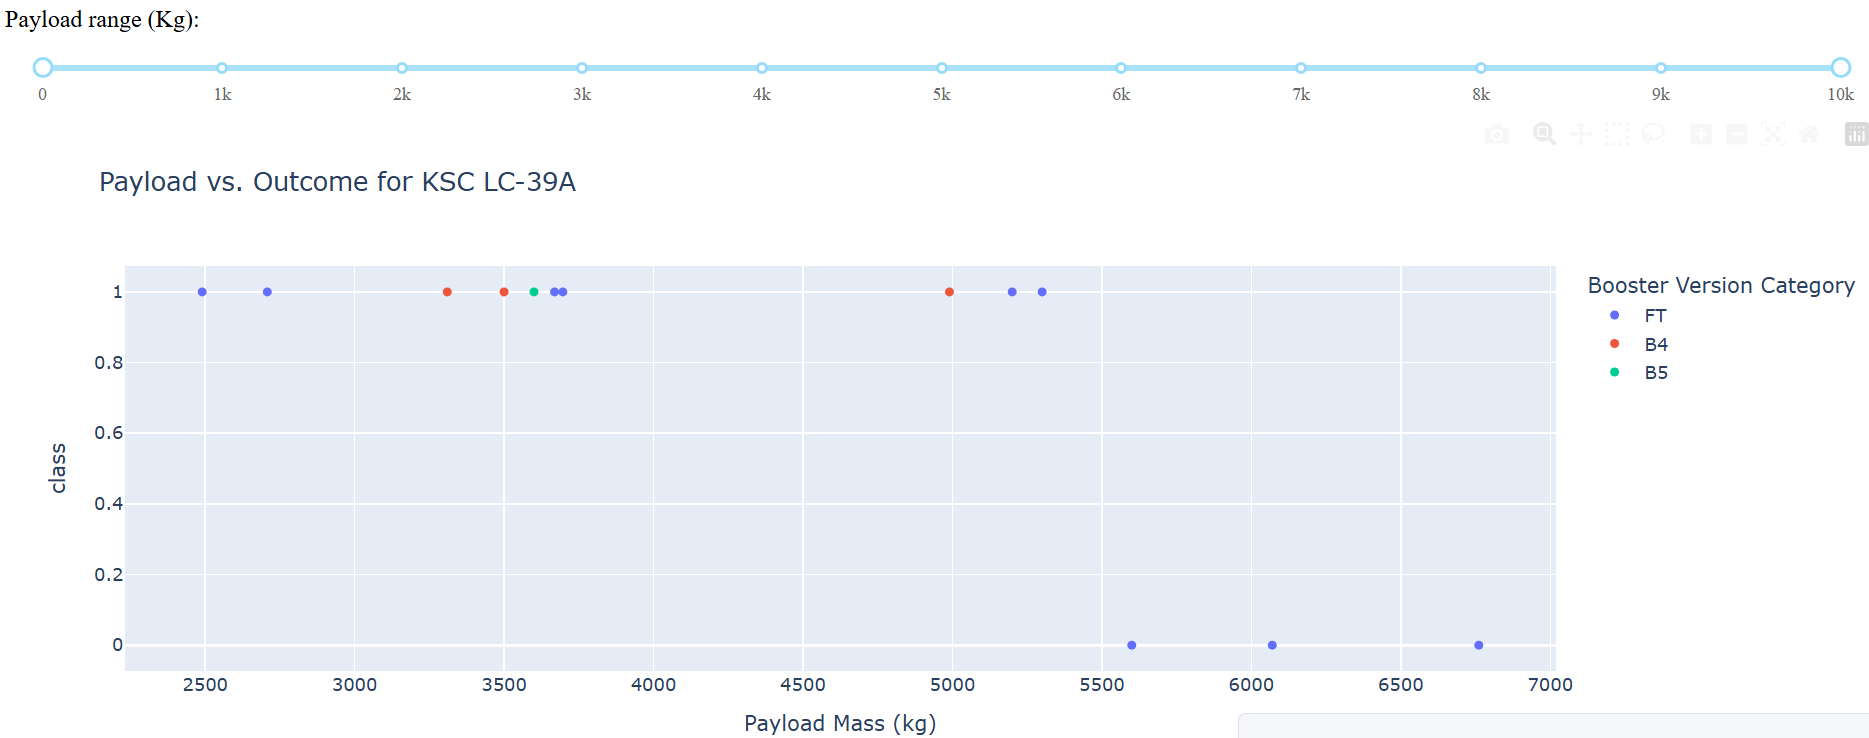 Payload range (Kg):
0 1k 2k 3k 4k 5k 6k 7k 8k 9k 10k
Payload vs. Outcome for KSC LC-39A
Booster Version Category
FT
B4
B5
1
0.8
0.6
0.4
0.2
0
class
2500 3000 3500 4000 4500 5000 5500 6000 6500 7000
Payload Mass (kg)